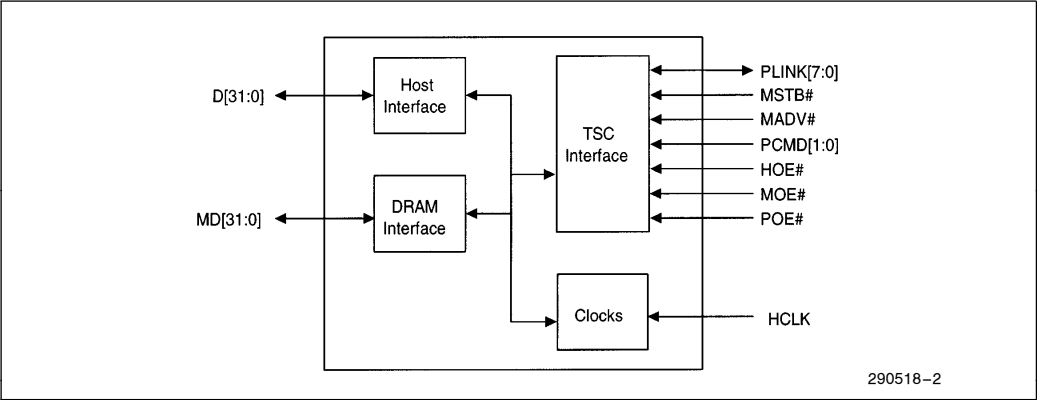 D[31:0]
Host
Interface
MD[31:0]
DRAM
Interface
TSC
Interface
Clocks
PLINK[7:0]
MSTB#
MADV#
PCMD[1:0]
HOE#
MOE#
POE#
HCLK
290518–2